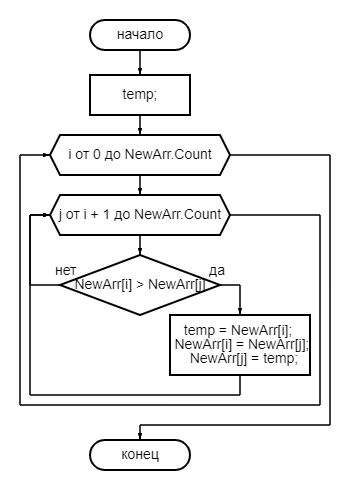 начало
temp;
i от 0 до NewArr.Count
j от i + 1 до NewArr.Count
нет
да
NewArr[i] > NewArr[j]
temp = NewArr[i];
NewArr[i] = NewArr[j];
NewArr[j] = temp;
конец